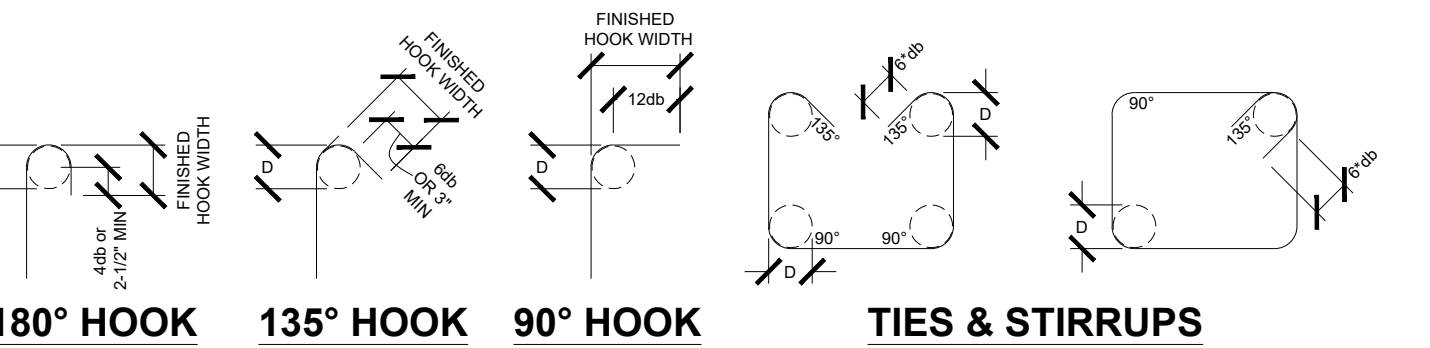 FINISHED
HOOK WIDTH
4db or
2-1/2" MIN
180° HOOK
FINISHED
HOOK WIDTH
D
6db
OR 3"
MIN
135° HOOK
FINISHED
HOOK WIDTH
12db
D
90° HOOK
6*db
135°
135°
D
90°
90°
D
90°
135°
6*db
D
TIES & STIRRUPS